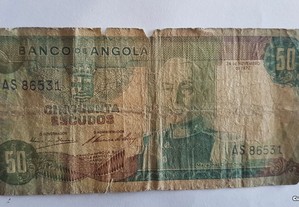 BANCO DE ANGOLA
50
AS 86531
CINQUENTA
ESCUDOS
AS 86531
50